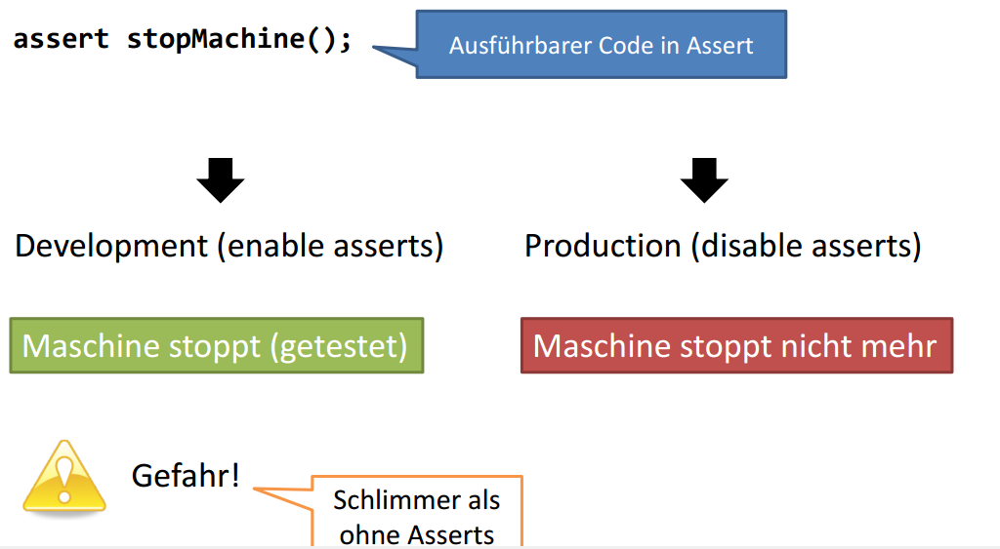 assert stopMachine();
Ausführbarer Code in Assert
Development (enable asserts)
Production (disable asserts)
Maschine stoppt (getestet)
Maschine stoppt nicht mehr
Gefahr!
Schlimmer als
ohne Asserts